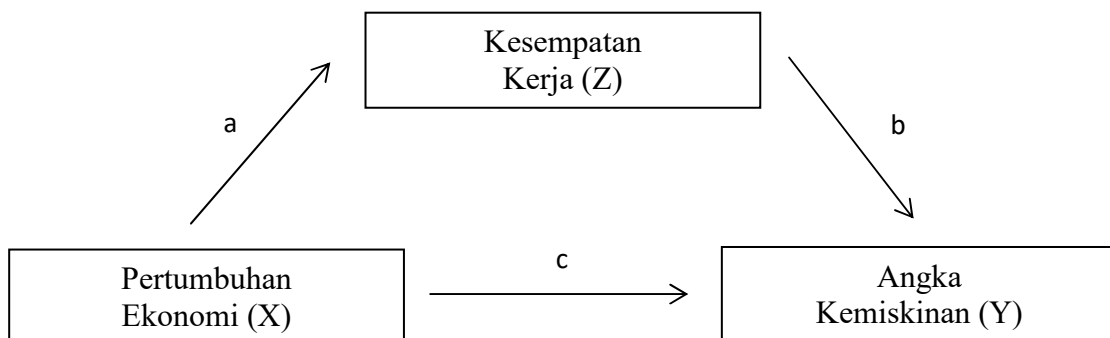 Kesempatan
Kerja (Z)
a
b
c
Pertumbuhan
Ekonomi (X)
Angka
Kemiskinan (Y)